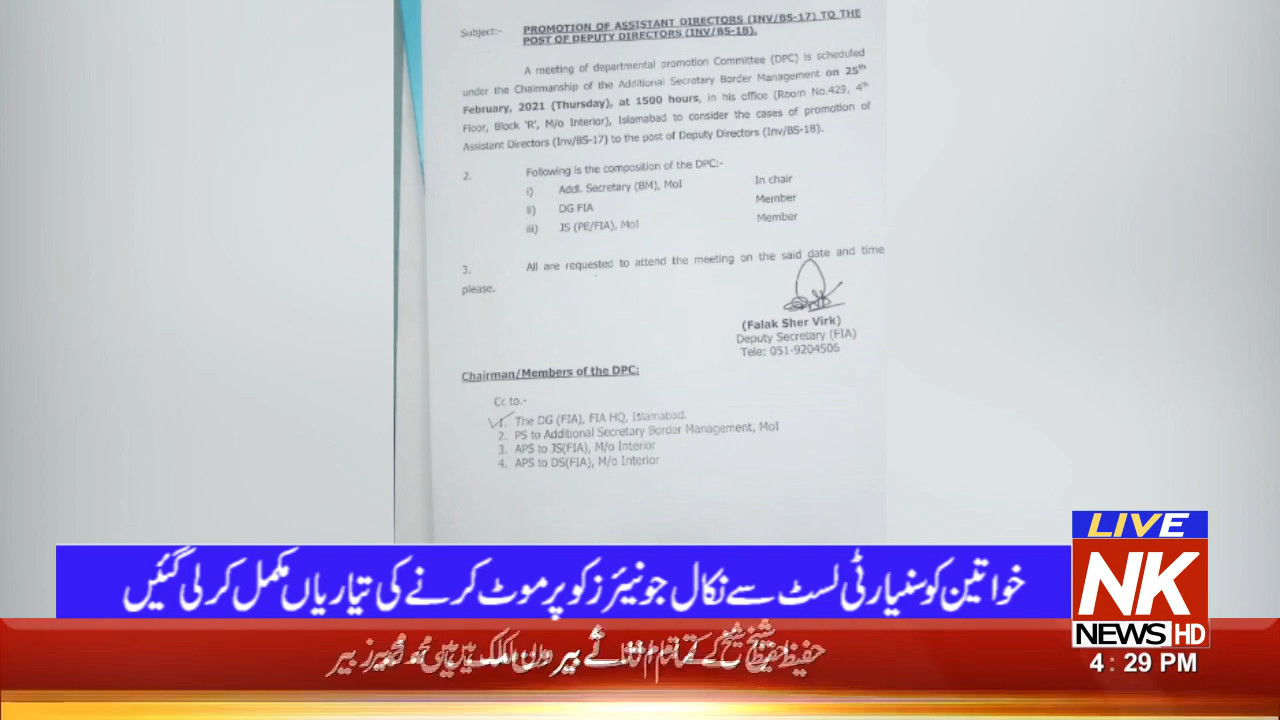 Subject:- PROMOTION OF ASSISTANT DIRECTORS (INV/BS-17) TO THE
POST OF DEPUTY DIRECTORS (INV/BS-18).
A meeting of departmental promotion Committee (DPC) is scheduled
under the Chairmanship of the Additional Secretary Border Management on 25th
February, 2021 (Thursday), at 1500 hours, in his office (Room No.429, 4th
Floor, Block 'R', M/o Interior), Islamabad to consider the cases of promotion of
Assistant Directors (Inv/BS-17) to the post of Deputy Directors (Inv/BS-18).
2. Following is the composition of the DPC:-
i) Addl. Secretary (BM), MoI In chair
ii) DG FIA Member
iii) JS (PE/FIA), MoI Member
3. All are requested to attend the meeting on the said date and time
please.
(Falak Sher Virk)
Deputy Secretary (FIA)
Tele: 051-9204506
Chairman/Members of the DPC:
Cc to.-
1. The DG (FIA), FIA HQ, Islamabad.
2. PS to Additional Secretary Border Management, MoI
3. APS to JS(FIA), M/o Interior
4. APS to DS(FIA), M/o Interior
LIVE
NK
NEWS HD
4:29 PM
خواتین کو سنیارٹی لسٹ سے نکال جونیئرز کو پرموٹ کرنے کی تیاریاں مکمل کر لی گئیں